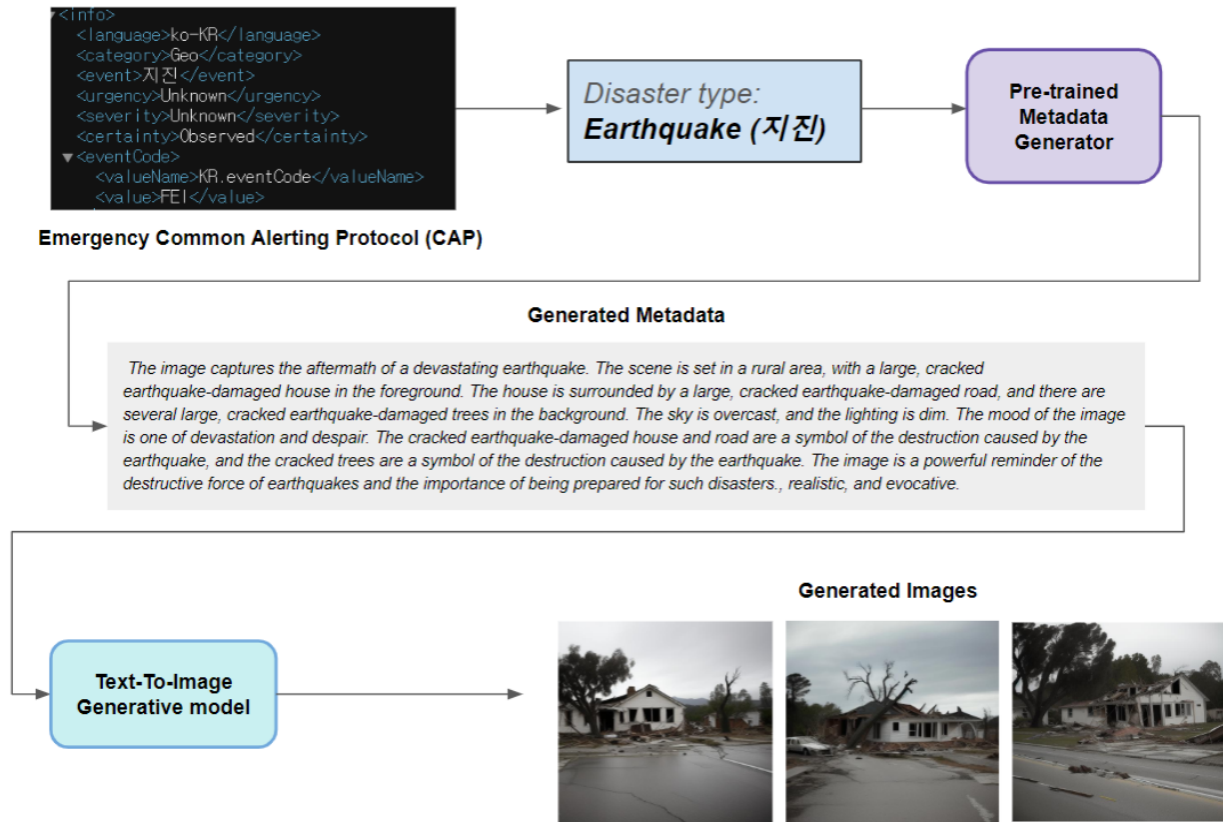 ▼<info>
<language>ko-KR</language>
<category>Geo</category>
<event>지진</event>
<urgency>Unknown</urgency>
<severity>Unknown</severity>
<certainty>Observed</certainty>
▼<eventCode>
<valueName>KR.eventCode</valueName>
<value>FEI</value>
Emergency Common Alerting Protocol (CAP)
Disaster type:
Earthquake (지진)
Pre-trained
Metadata
Generator
Generated Metadata
The image captures the aftermath of a devastating earthquake. The scene is set in a rural area, with a large, cracked
earthquake-damaged house in the foreground. The house is surrounded by a large, cracked earthquake-damaged road, and there are
several large, cracked earthquake-damaged trees in the background. The sky is overcast, and the lighting is dim. The mood of the image
is one of devastation and despair. The cracked earthquake-damaged house and road are a symbol of the destruction caused by the
earthquake, and the cracked trees are a symbol of the destruction caused by the earthquake. The image is a powerful reminder of the
destructive force of earthquakes and the importance of being prepared for such disasters., realistic, and evocative.
Text-To-Image
Generative model
Generated Images